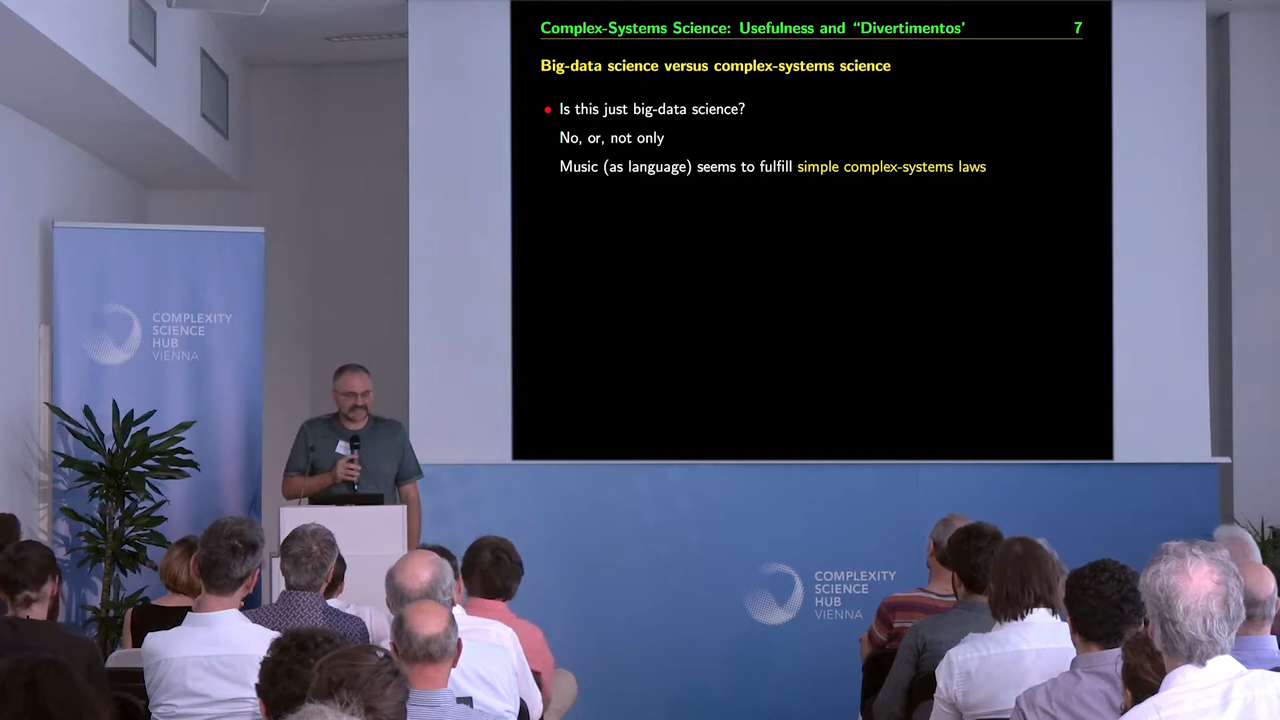 Complex-Systems Science: Usefulness and “Divertimentos’ 7
Big-data science versus complex-systems science
• Is this just big-data science?
No, or, not only
Music (as language) seems to fulfill simple complex-systems laws
COMPLEXITY
SCIENCE
HUB
VIENNA
COMPLEXITY
SCIENCE
HUB
VIENNA